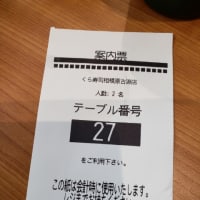 案内票
くら寿司相模原古淵店
人数: 2 名
テーブル番号
27
をご利用下さい。
この紙は会計時に使用いたします。